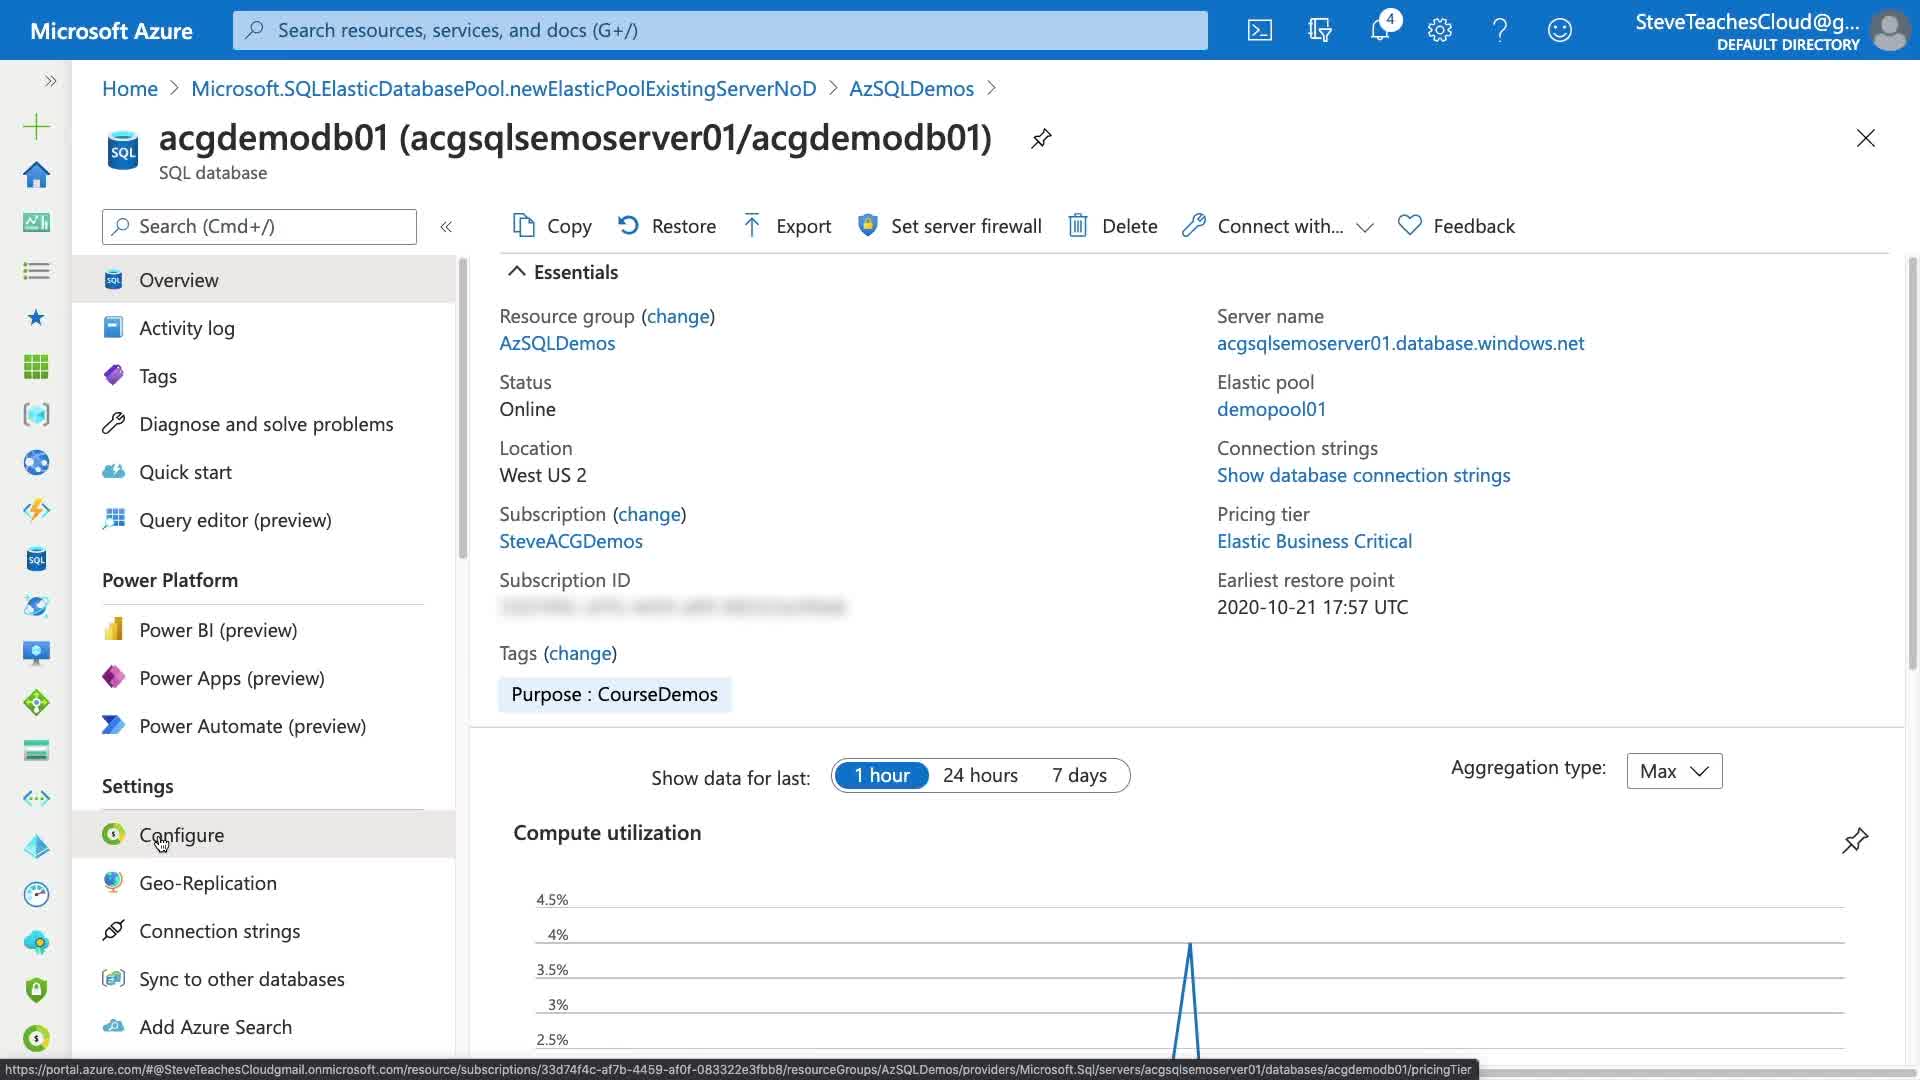 Microsoft Azure
Search resources, services, and docs (G+/)
4
SteveTeachesCloud@g...
DEFAULT DIRECTORY
Home > Microsoft.SQLElasticDatabasePool.newElasticPoolExistingServerNoD > AzSQLDemos >
SQL
acgdemodb01 (acgsqlsemoserver01/acgdemodb01)
SQL database
Search (Cmd+/)
Copy
Restore
Export
Set server firewall
Delete
Connect with...
Feedback
Overview
Activity log
Tags
Diagnose and solve problems
Quick start
Query editor (preview)
Power Platform
Power BI (preview)
Power Apps (preview)
Power Automate (preview)
Settings
Configure
Geo-Replication
Connection strings
Sync to other databases
Add Azure Search
Essentials
Resource group (change)
AzSQLDemos
Status
Online
Location
West US 2
Subscription (change)
SteveACGDemos
Subscription ID
Tags (change)
Purpose : CourseDemos
Server name
acgsqlsemoserver01.database.windows.net
Elastic pool
demopool01
Connection strings
Show database connection strings
Pricing tier
Elastic Business Critical
Earliest restore point
2020-10-21 17:57 UTC
Show data for last:
1 hour
24 hours
7 days
Aggregation type:
Max
Compute utilization
4.5%
4%
3.5%
3%
2.5%
https://portal.azure.com/#@SteveTeachesCloudgmail.onmicrosoft.com/resource/subscriptions/33d74f4c-af7b-4459-af0f-083322e3fbb8/resourceGroups/AzSQLDemos/providers/Microsoft.Sql/servers/acgsqlsemoserver01/databases/acgdemodb01/pricingTier